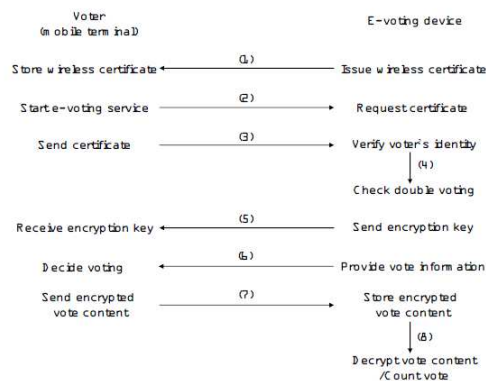 Voter
(mobile terminal)
E-voting device
(1)
Store wireless certificate
Issue wireless certificate
(2)
Start e-voting service
Request certificate
(3)
Send certificate
Verify voter's identity
(4)
Check double voting
(5)
Receive encryption key
Send encryption key
(6)
Decide voting
Provide vote information
(7)
Send encrypted
vote content
Store encrypted
vote content
(8)
Decrypt vote content
/Count vote